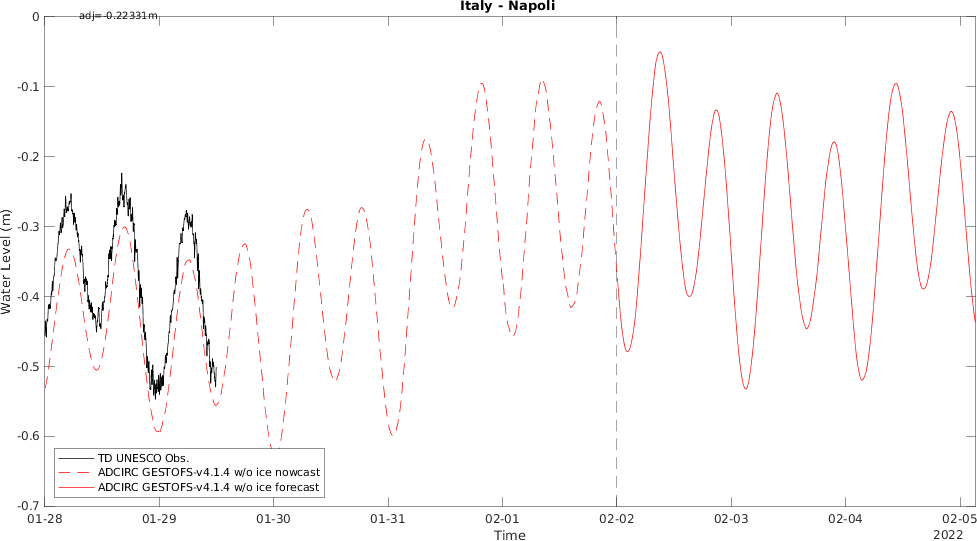 Italy - Napoli
adj=-0.22331m
0
-0.1
-0.2
-0.3
-0.4
-0.5
-0.6
-0.7
Water Level (m)
TD UNESCO Obs.
ADCIRC GESTOFS-v4.1.4 w/o ice nowcast
ADCIRC GESTOFS-v4.1.4 w/o ice forecast
01-28 01-29 01-30 01-31 02-01 02-02 02-03 02-04 02-05
Time
2022